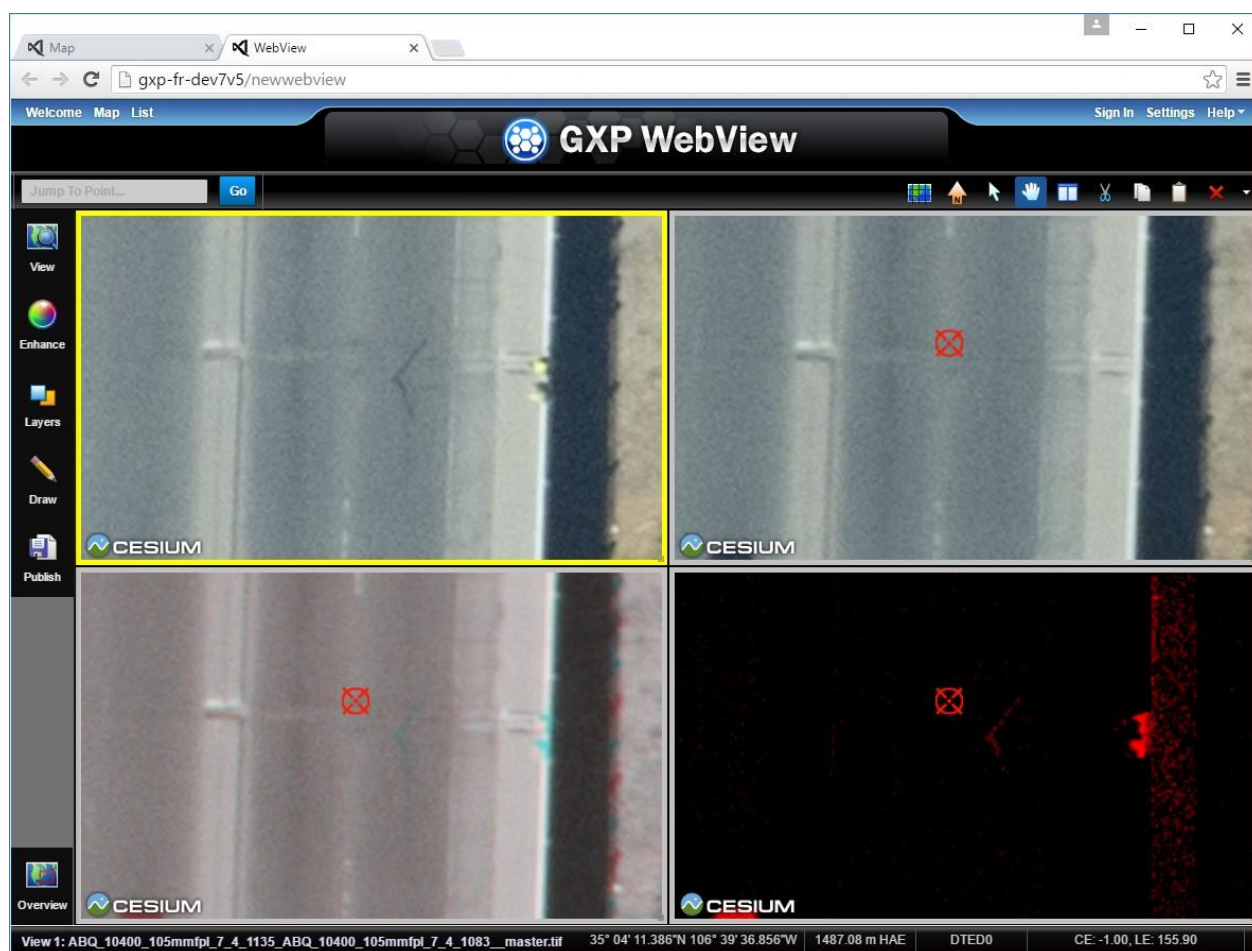 Map
WebView
gxp-fr-dev7v5/newwebview
Welcome Map List
Sign In Settings Help
GXP WebView
Jump To Point...
Go
N
View
Enhance
Layers
Draw
Publish
Overview
CESIUM
CESIUM
CESIUM
CESIUM
View 1: ABQ_10400_105mmfpl_7_4_1135_ABQ_10400_105mmfpl_7_4_1083__master.tif 35° 04' 11.386"N 106° 39' 36.856"W 1487.08 m HAE DTED0 CE: -1.00, LE: 155.90